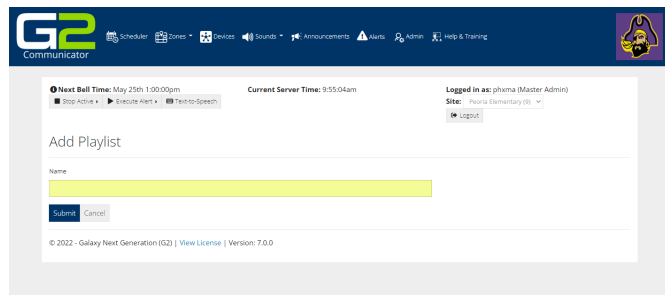 G2
Communicator
Scheduler Zones Devices Sounds Announcements Alerts Admin Help & Training
Next Bell Time: May 25th 1:00:00pm Current Server Time: 9:55:04am Logged in as: phxma (Master Admin)
Stop Active Execute Alert Text-to-Speech Site: Peoria Elementary (9)
Logout
Add Playlist
Name
Submit Cancel
© 2022 - Galaxy Next Generation (G2) | View License | Version: 7.0.0